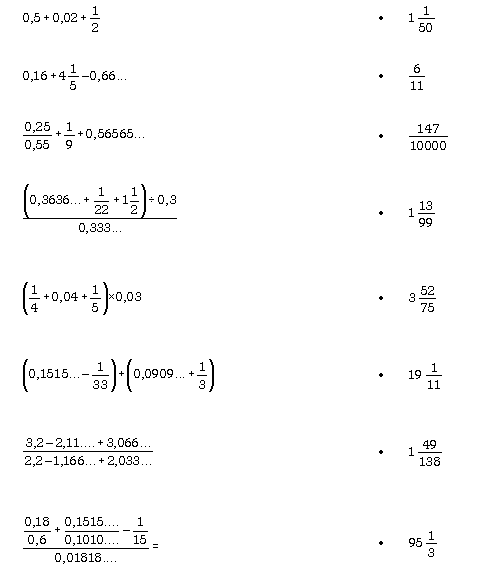 0,5 + 0,02 + 1/2 • 1 1/50
0,16 + 4 1/5 – 0,66... • 6/11
0,25/0,55 + 1/9 + 0,56565... • 147/10000
((0,3636... + 1/22 + 1 1/2) ÷ 0,3)/0,333... • 1 13/99
(1/4 + 0,04 + 1/5)×0,03 • 3 52/75
(0,1515... – 1/33) + (0,0909... + 1/3) • 19 1/11
(3,2 – 2,11.... + 3,066...)/(2,2 – 1,166... + 2,033...) • 1 49/138
(0,18/0,6 + 0,1515..../0,1010.... – 1/15)/0,01818.... = • 95 1/3